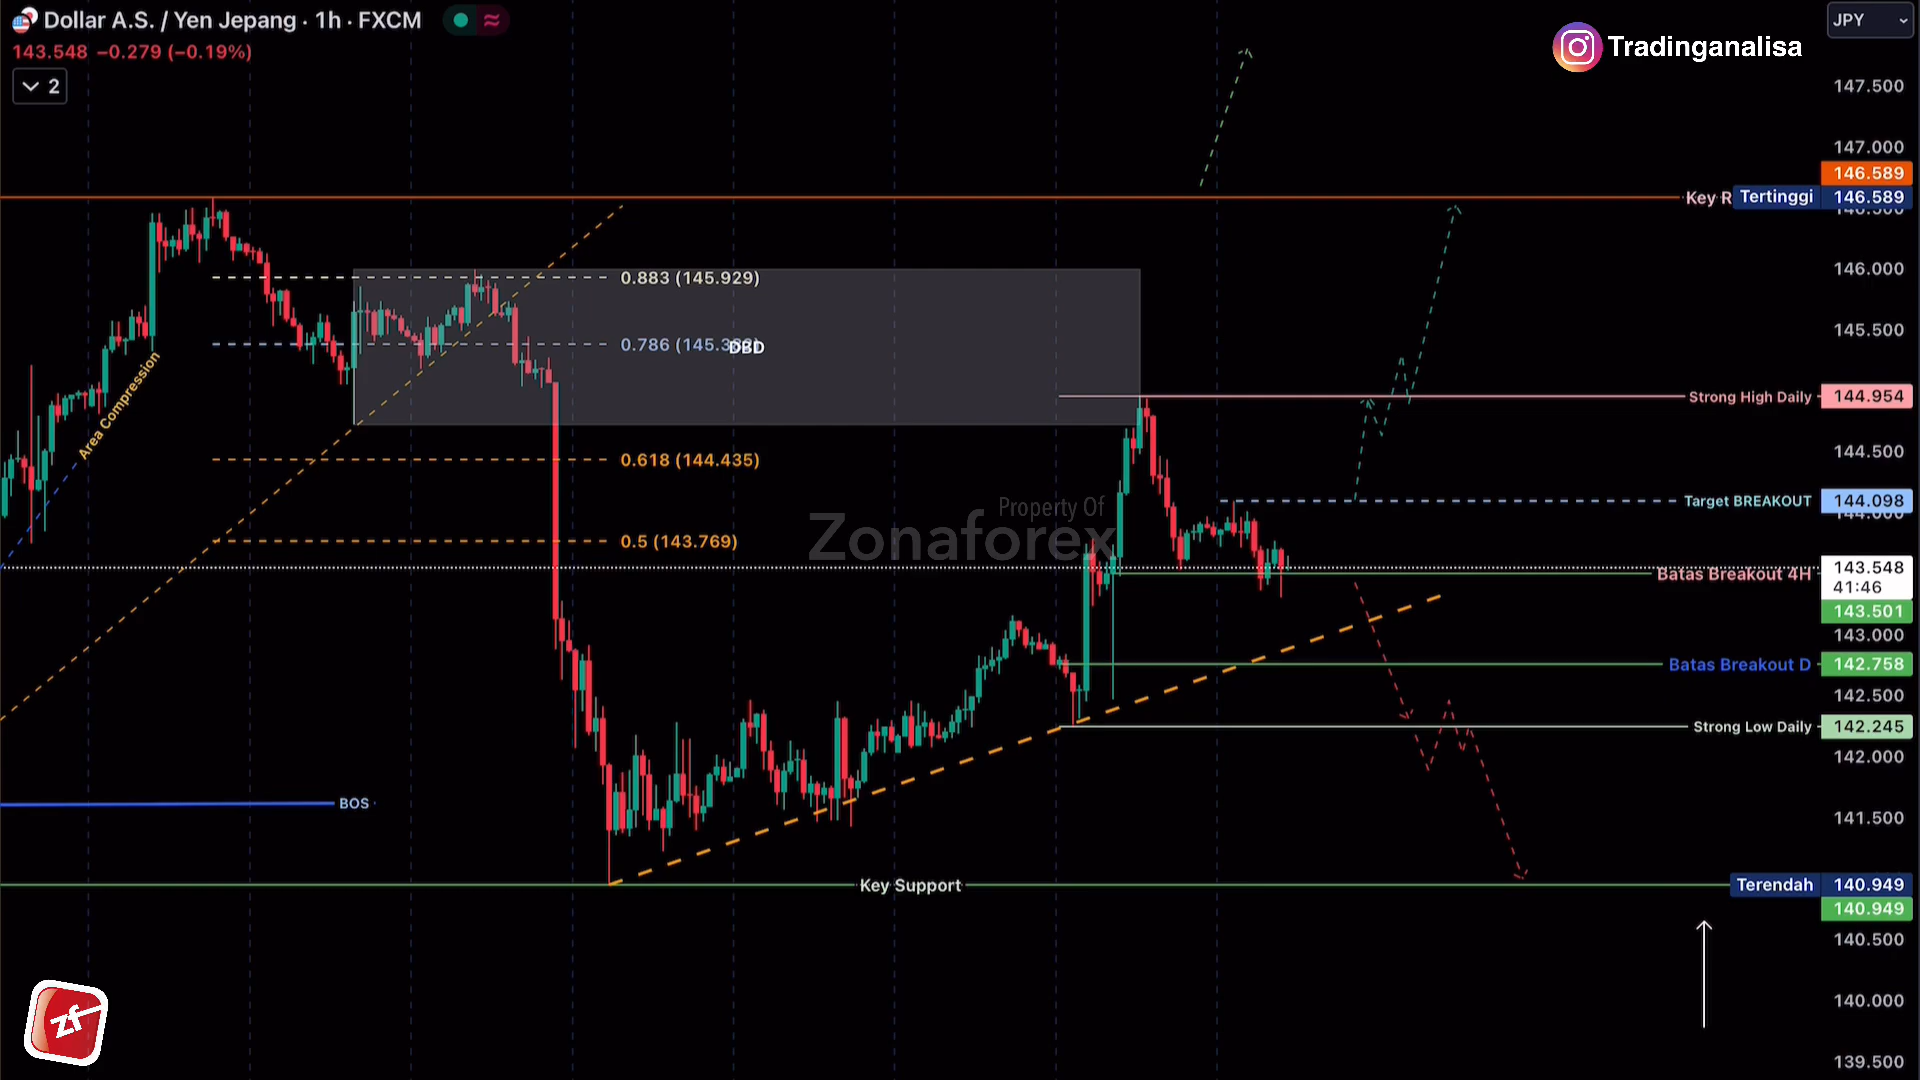 Dollar A.S. / Yen Jepang · 1h · FXCM
143.548 −0.279 (−0.19%)
2
JPY
Tradinganalisa
147.500
147.000
146.589
Key R
Tertinggi 146.589
146.000
145.500
0.883 (145.929)
0.786 (145.3
DBD
Area Compression
Strong High Daily 144.954
144.500
0.618 (144.435)
Target BREAKOUT 144.098
144.000
Property Of
Zonaforex
0.5 (143.769)
143.548
Batas Breakout 4H
41:46
143.501
143.000
Batas Breakout D 142.758
142.500
Strong Low Daily 142.245
142.000
BOS
141.500
Key Support
Terendah 140.949
140.949
140.500
140.000
139.500
zf